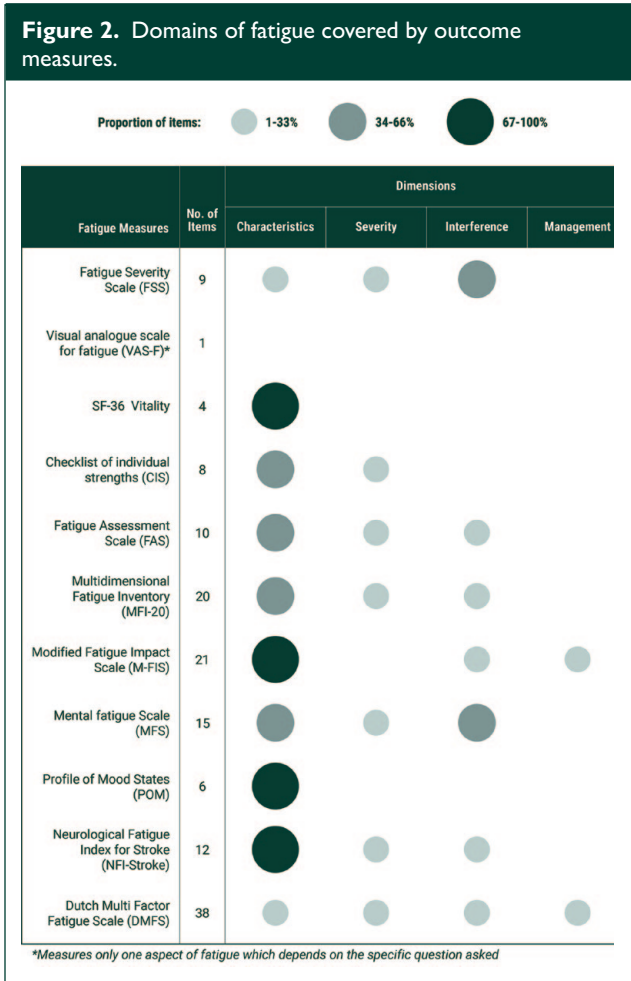 Figure 2. Domains of fatigue covered by outcome
measures.
Proportion of items: 1-33% 34-66% 67-100%
Dimensions
Fatigue Measures
No. of
Items
Characteristics Severity Interference Management
Fatigue Severity
Scale (FSS)
9
Visual analogue scale
for fatigue (VAS-F)*
1
SF-36 Vitality 4
Checklist of individual
strengths (CIS)
8
Fatigue Assessment
Scale (FAS)
10
Multidimensional
Fatigue Inventory
(MFI-20)
20
Modified Fatigue Impact
Scale (M-FIS)
21
Mental fatigue Scale
(MFS)
15
Profile of Mood States
(POM)
6
Neurological Fatigue
Index for Stroke
(NFI-Stroke)
12
Dutch Multi Factor
Fatigue Scale (DMFS)
38
*Measures only one aspect of fatigue which depends on the specific question asked